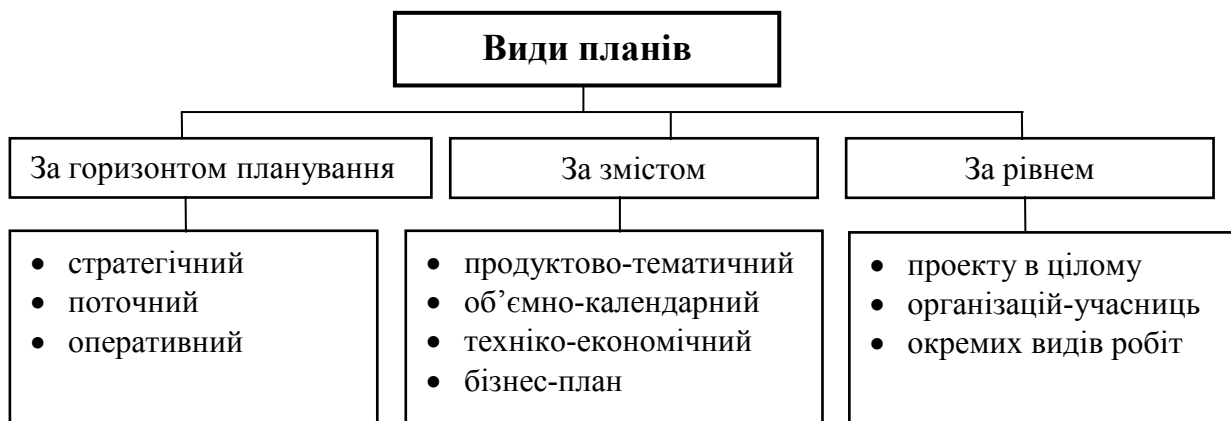 Види планів
За горизонтом планування
За змістом
За рівнем
• стратегічний
• поточний
• оперативний
• продуктово-тематичний
• об’ємно-календарний
• техніко-економічний
• бізнес-план
• проекту в цілому
• організацій-учасниць
• окремих видів робіт